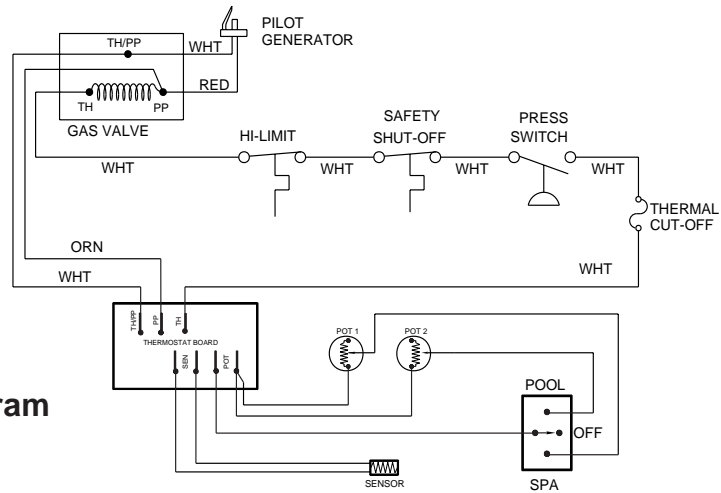 PILOT
GENERATOR
TH/PP
WHT
RED
TH
PP
GAS VALVE
HI-LIMIT
SAFETY
SHUT-OFF
PRESS
SWITCH
WHT
WHT
WHT
WHT
THERMAL
CUT-OFF
ORN
WHT
WHT
TH/PP
PP
TH
THERMOSTAT BOARD
SEN
POT
POT 1
POT 2
POOL
OFF
SPA
SENSOR
ram